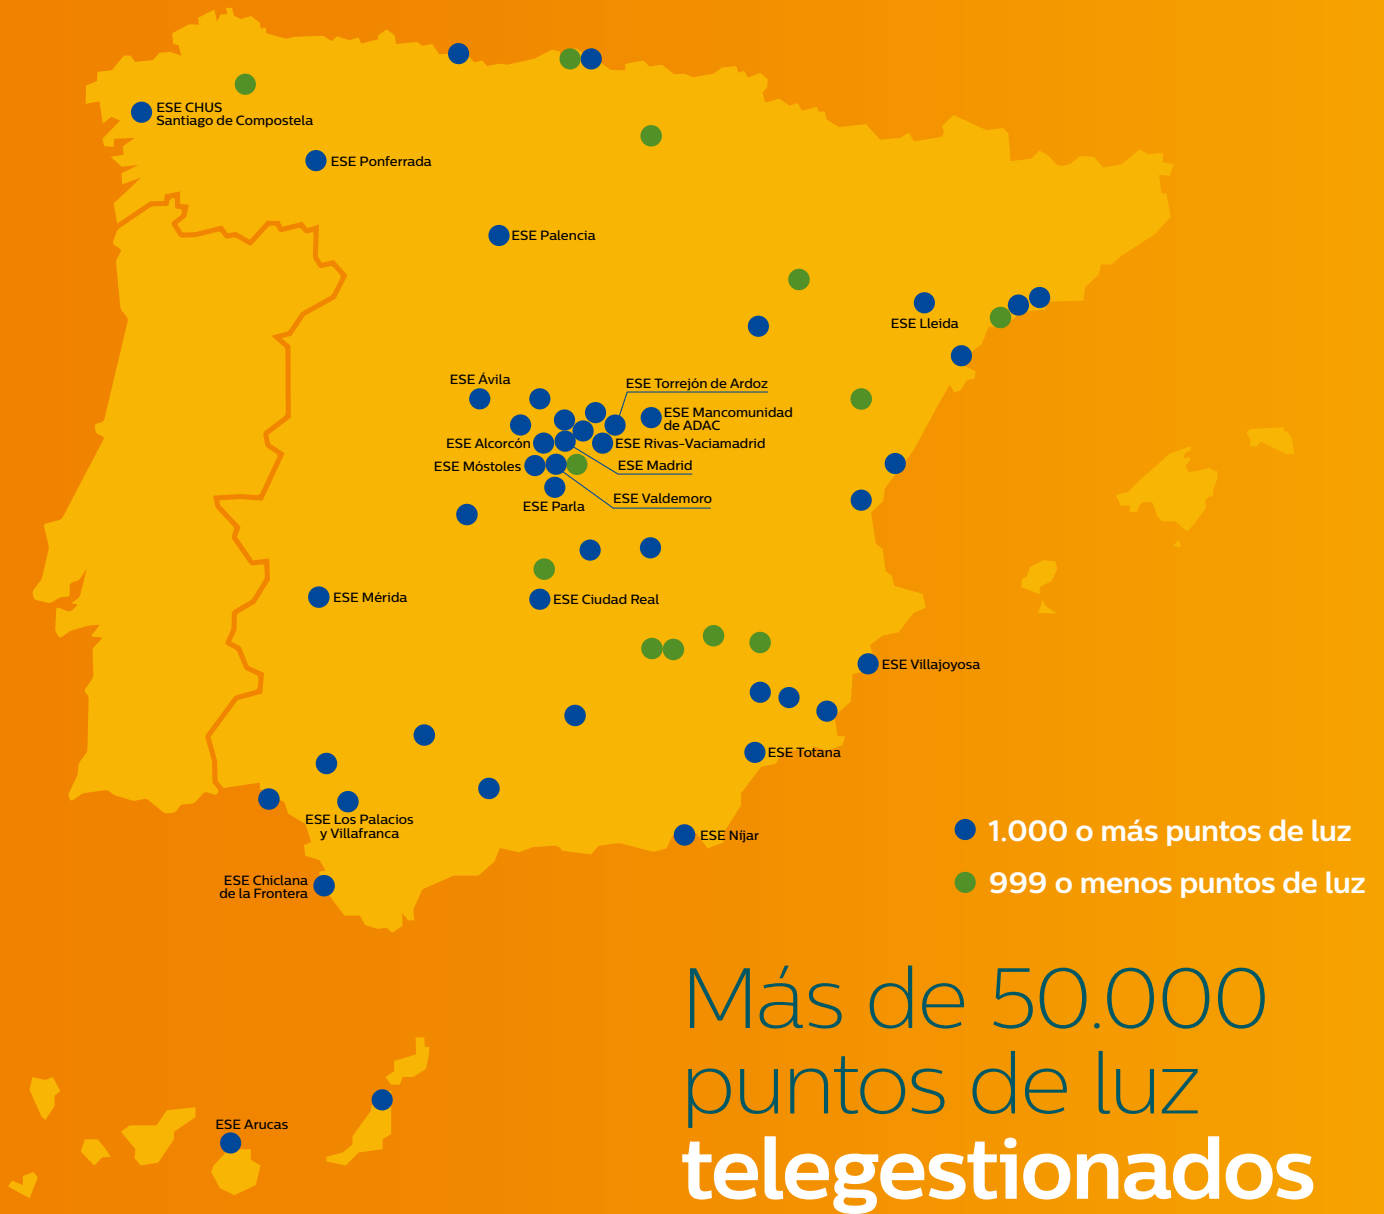 ESE CHUS
Santiago de Compostela
ESE Ponferrada
ESE Palencia
ESE Lleida
ESE Ávila
ESE Torrejón de Ardoz
ESE Mancomunidad
de ADAC
ESE Alcorcón
ESE Rivas-Vaciamadrid
ESE Móstoles
ESE Madrid
ESE Valdemoro
ESE Parla
ESE Mérida
ESE Ciudad Real
ESE Villajoyosa
ESE Totana
ESE Los Palacios
y Villafranca
ESE Níjar
ESE Chiclana
de la Frontera
1.000 o más puntos de luz
999 o menos puntos de luz
Más de 50.000
puntos de luz
telegestionados
ESE Arucas